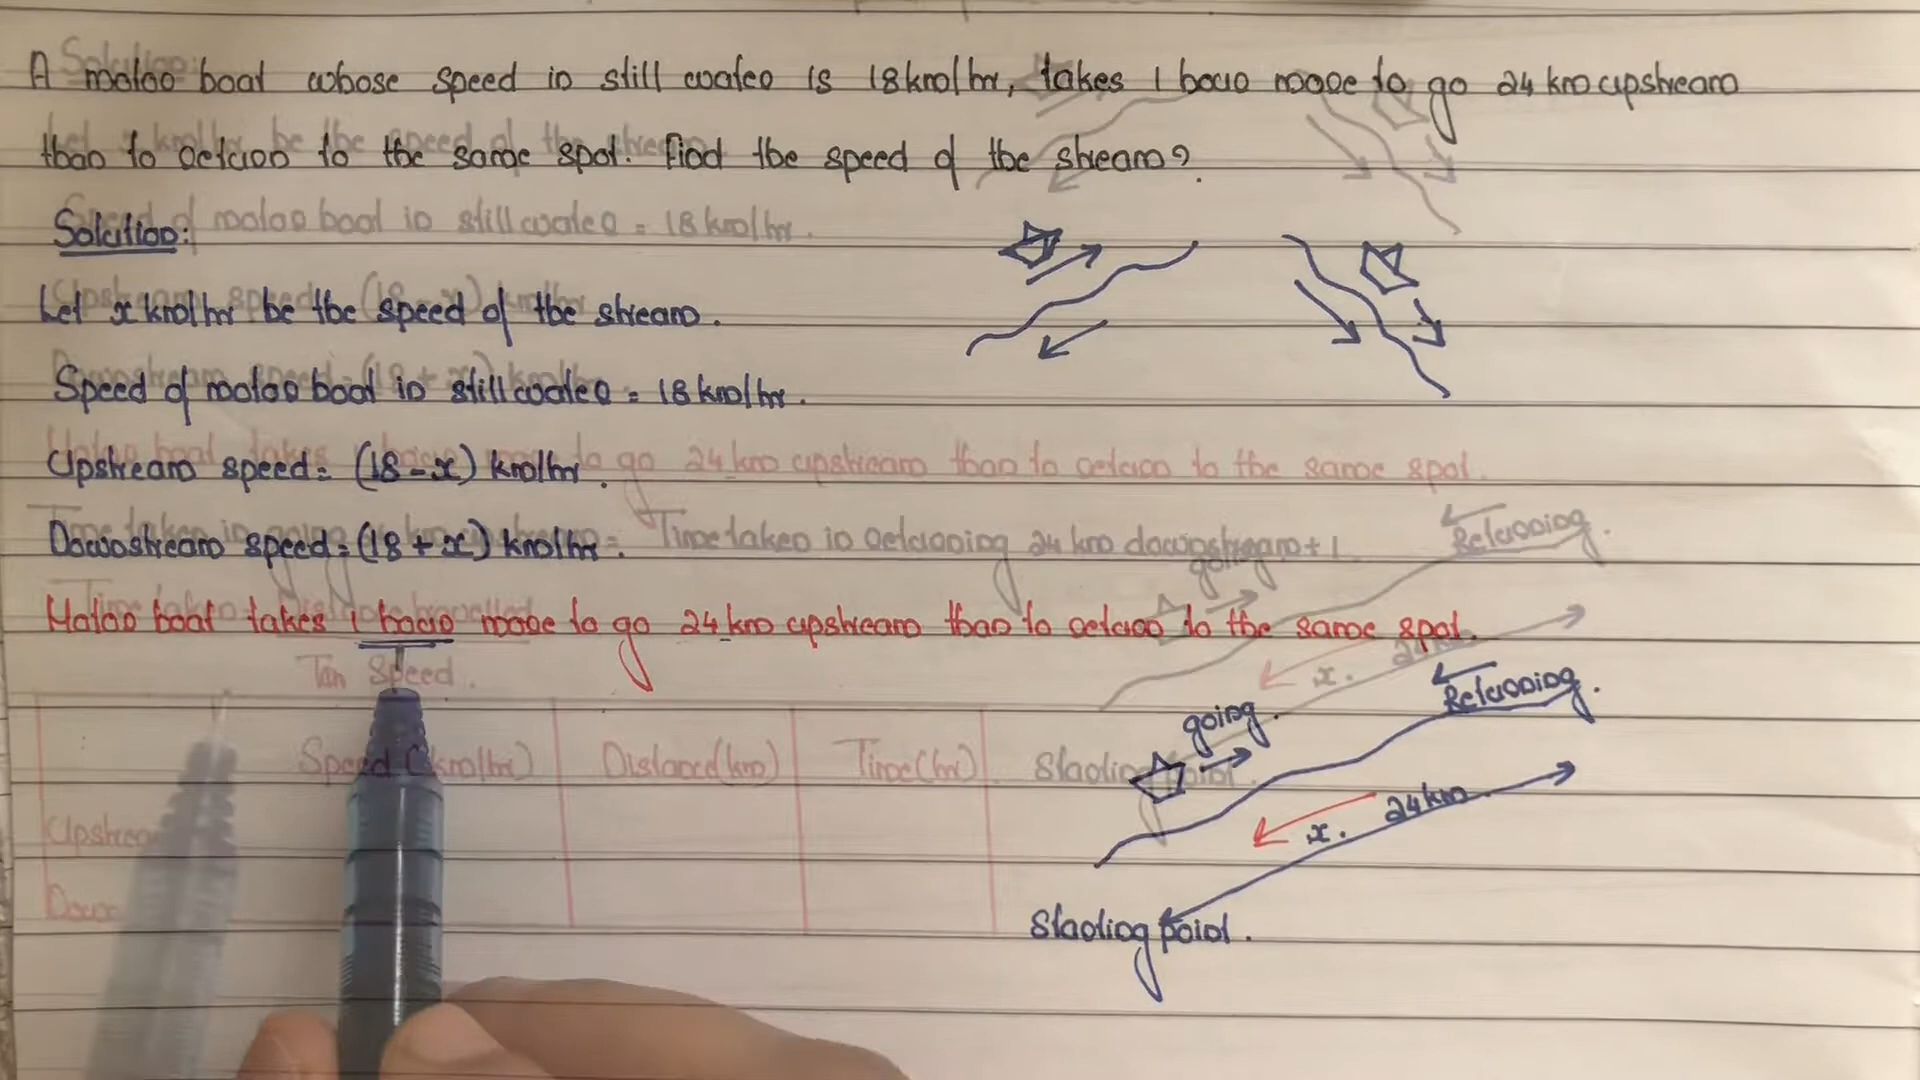 A motor boat whose speed in still water is 18km/hr, takes 1 hour more to go 24 km upstream
than to return to the same spot. Find the speed of the stream?
Solution:
Let x km/hr be the speed of the stream.
Speed of motor boat in still water = 18 km/hr.
Upstream speed = (18 - x) km/hr.
Downstream speed = (18 + x) km/hr.
Time taken in returning 24 km downstream + 1.
Motor boat takes 1 hour more to go 24 km upstream than to return to the same spot.
Speed.
Returning.
going.
Speed (km/hr) Distance(km) Time(hr).
24km
x.
Upstream
Down
Starting point.